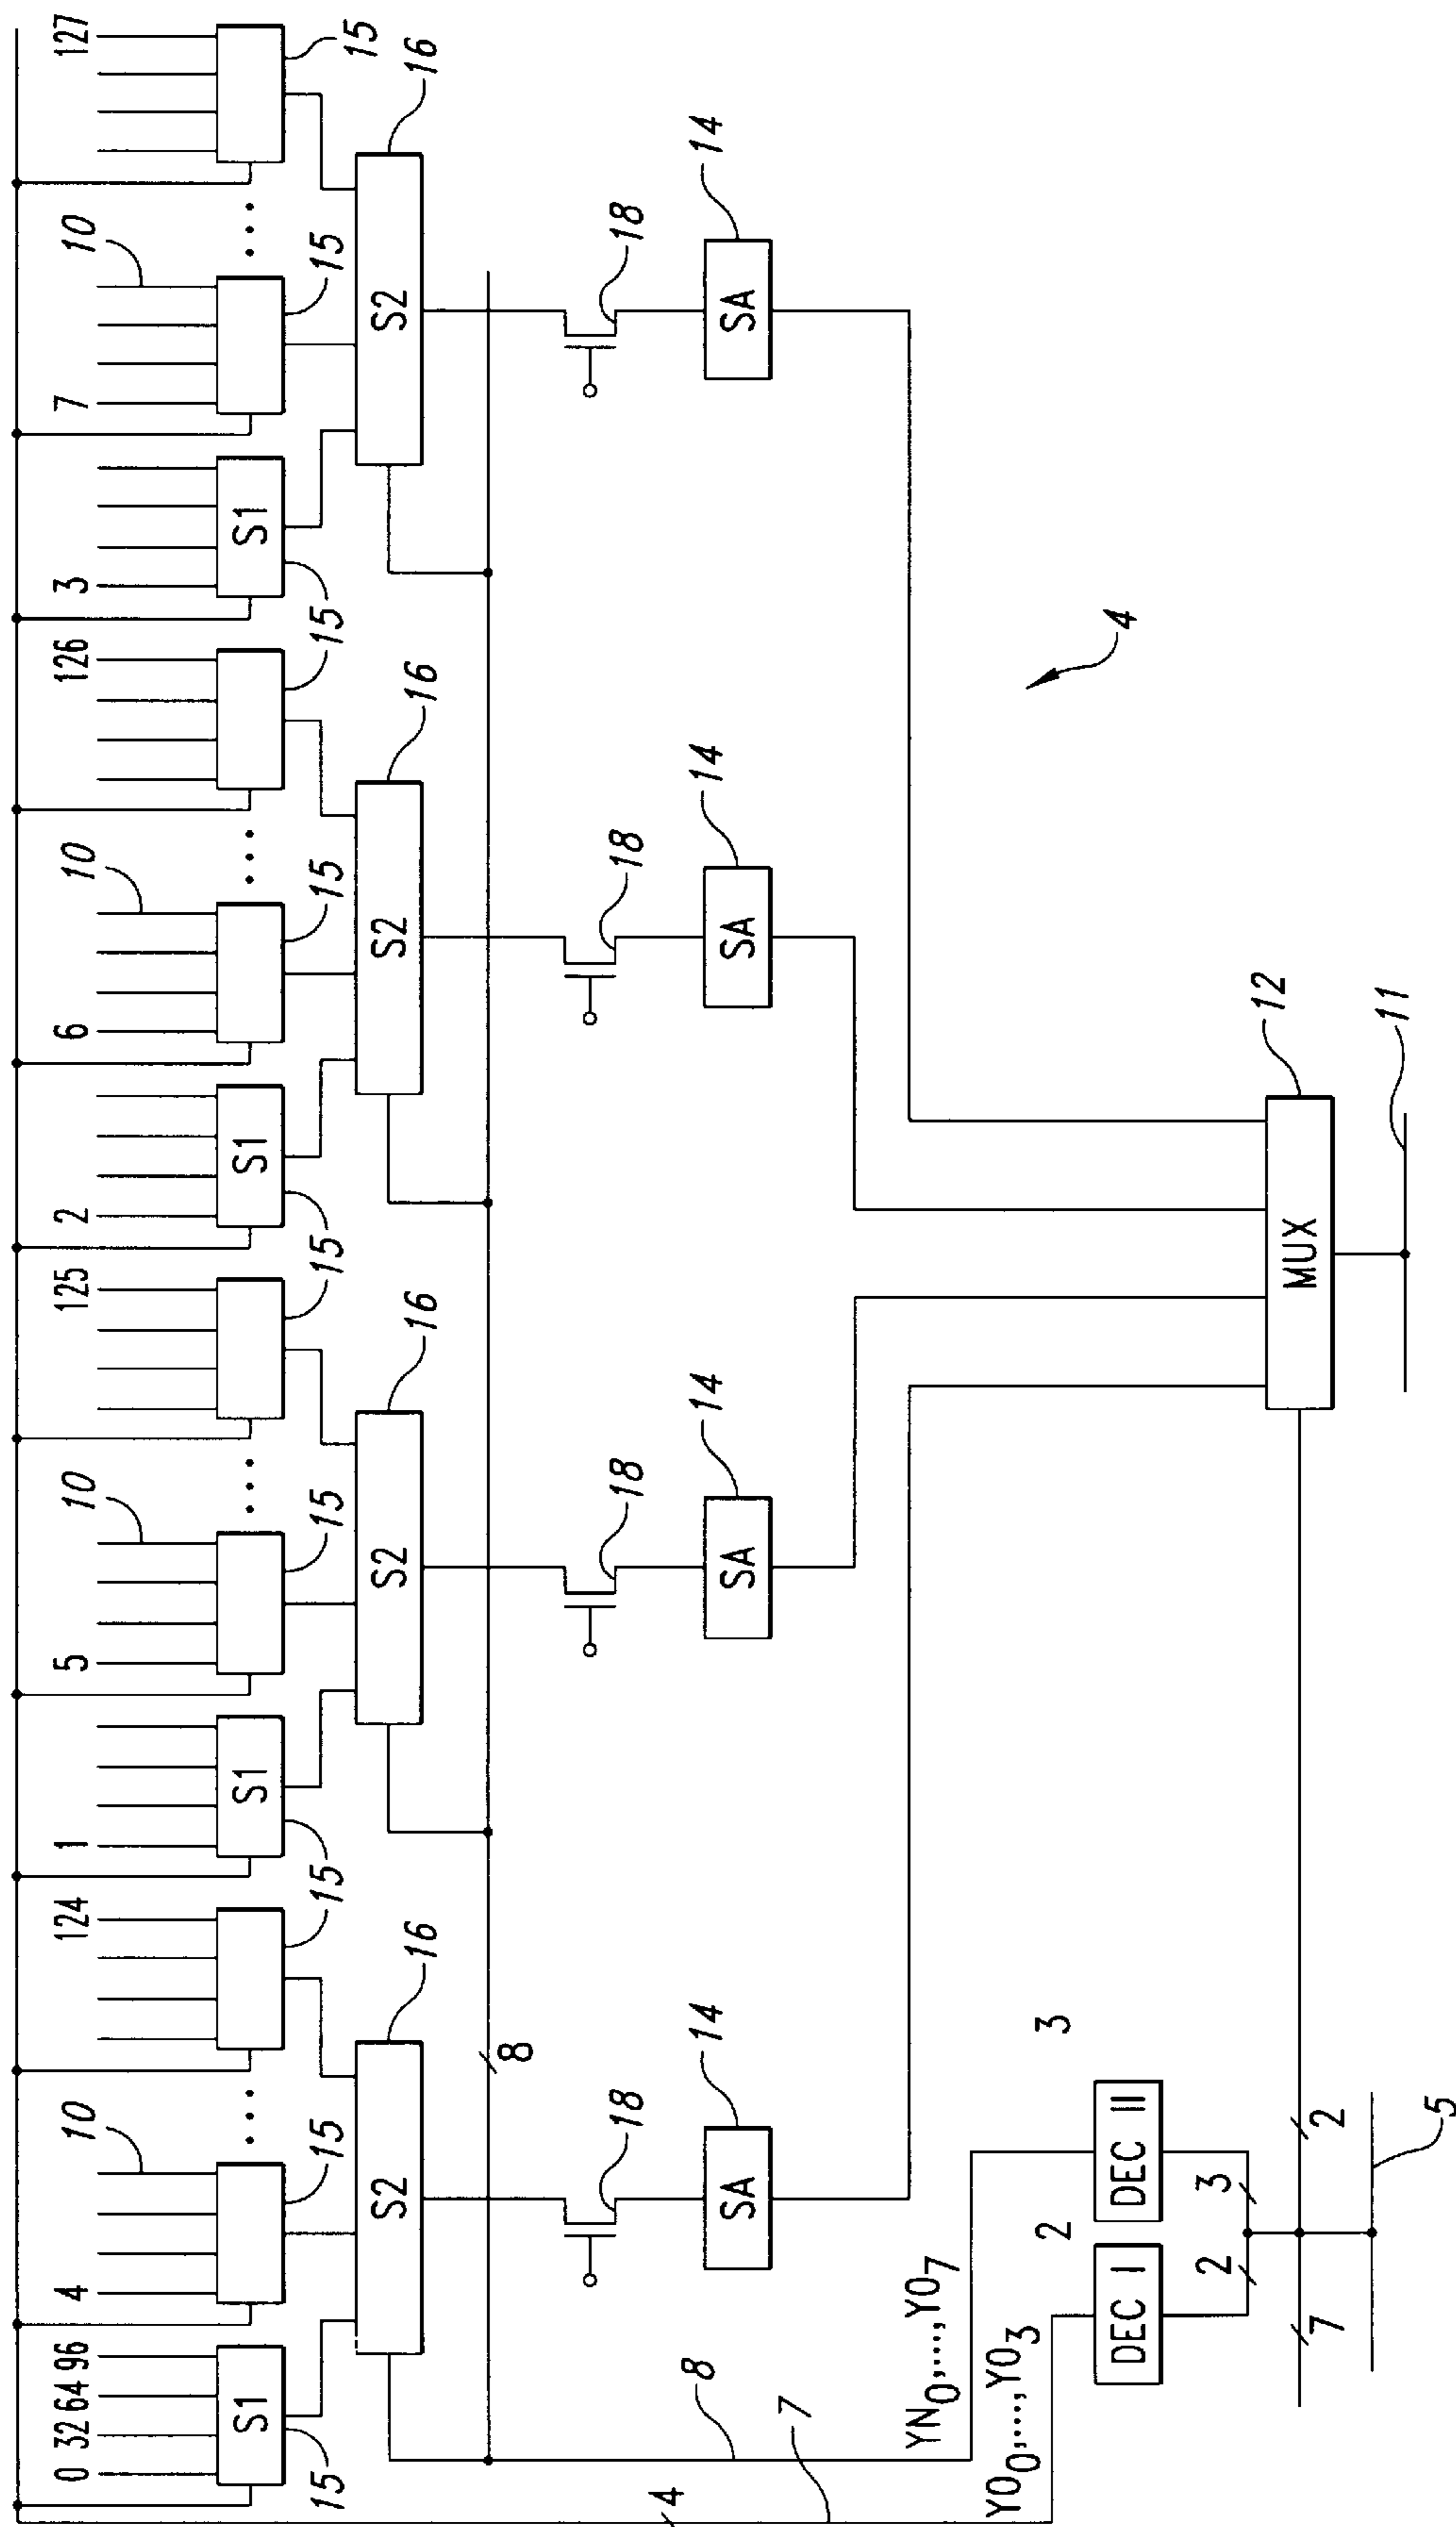 0 32 64 96 4 124 1 5 125 2 6 126 3 7 127
10 10 10 10
S1 S1 S1 S1
15 15 15 15 15 15 15 15 15 15 15 15
16 16 16 16
S2 S2 S2 S2
8
4
18 18 18 18
14 14 14 14
SA SA SA SA
8
7
YN0,...,YO7
YO0,...,YO3
2 3
4
DEC I DEC II
2 3
12
MUX
7 2
5
11